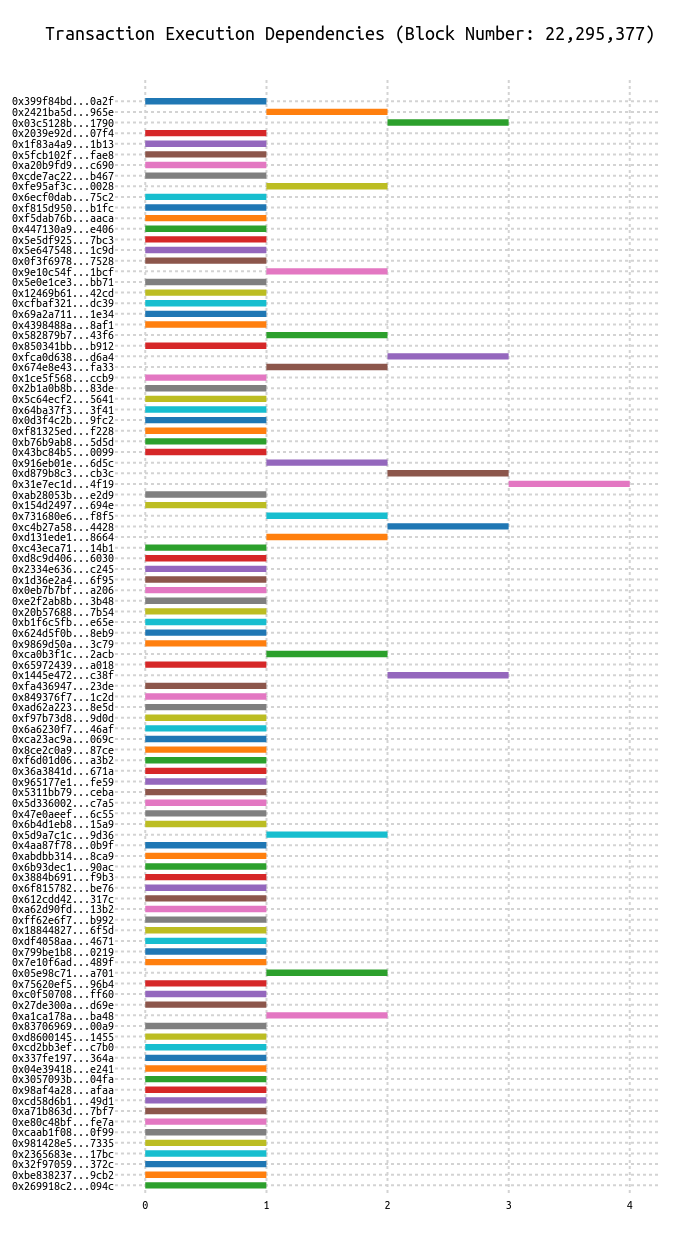 Transaction Execution Dependencies (Block Number: 22,295,377)
0x399f84bd...0a2f
0x2421ba5d...965e
0x03c5128b...1790
0x2039e92d...07f4
0x1f83a4a9...1b13
0x5fcb102f...fae8
0xa20b9fd9...c690
0xcde7ac22...b467
0xfe95af3c...0028
0x6ecf0dab...75c2
0xf815d950...b1fc
0xf5dab76b...aaca
0x447130a9...e406
0x5e5df925...7bc3
0x5e647548...1c9d
0x0f3f6978...7528
0x9e10c54f...1bcf
0x5e0e1ce3...bb71
0x12469b61...42cd
0xcfbaf321...dc39
0x69a2a711...1e34
0x4398488a...8af1
0x582879b7...43f6
0x850341bb...b912
0xfca0d638...d6a4
0x674e8e43...fa33
0x1ce5f568...ccb9
0x2b1a0b8b...83de
0x5c64ecf2...5641
0x64ba37f3...3f41
0x0d3f4c2b...9fc2
0xf81325ed...f228
0xb76b9ab8...5d5d
0x43bc84b5...0099
0x916eb01e...6d5c
0xd879b8c3...cb3c
0x31e7ec1d...4f19
0xab28053b...e2d9
0x154d2497...694e
0x731680e6...f8f5
0xc4b27a58...4428
0xd131ede1...8664
0xc43eca71...14b1
0xd8c9d406...6030
0x2334e636...c245
0x1d36e2a4...6f95
0x0eb7b7bf...a206
0xe2f2ab8b...3b48
0x20b57688...7b54
0xb1f6c5fb...e65e
0x624d5f0b...8eb9
0x9869d50a...3c79
0xca0b3f1c...2acb
0x65972439...a018
0x1445e472...c38f
0xfa436947...23de
0x849376f7...1c2d
0xad62a223...8e5d
0xf97b73d8...9d0d
0x6a6230f7...46af
0xca23ac9a...069c
0x8ce2c0a9...87ce
0xf6d01d06...a3b2
0x36a3841d...671a
0x965177e1...fe59
0x5311bb79...ceba
0x5d336002...c7a5
0x47e0aeef...6c55
0x6b4d1eb8...15a9
0x5d9a7c1c...9d36
0x4aa87f78...0b9f
0xabdbb314...8ca9
0x6b93dec1...90ac
0x3884b691...f9b3
0x6f815782...be76
0x612cdd42...317c
0xa62d90fd...13b2
0xff62e6f7...b992
0x18844827...6f5d
0xdf4058aa...4671
0x799be1b8...0219
0x7e10f6ad...489f
0x05e98c71...a701
0x75620ef5...96b4
0xc0f50708...ff60
0x27de300a...d69e
0xa1ca178a...ba48
0x83706969...00a9
0xd8600145...1455
0xcd2bb3ef...c7b0
0x337fe197...364a
0x04e39418...e241
0x3057093b...04fa
0x98af4a28...afaa
0xcd58d6b1...49d1
0xa71b863d...7bf7
0xe80c48bf...fe7a
0xcaab1f08...0f99
0x981428e5...7335
0x2365683e...17bc
0x32f97059...372c
0xbe838237...9cb2
0x269918c2...094c
0 1 2 3 4